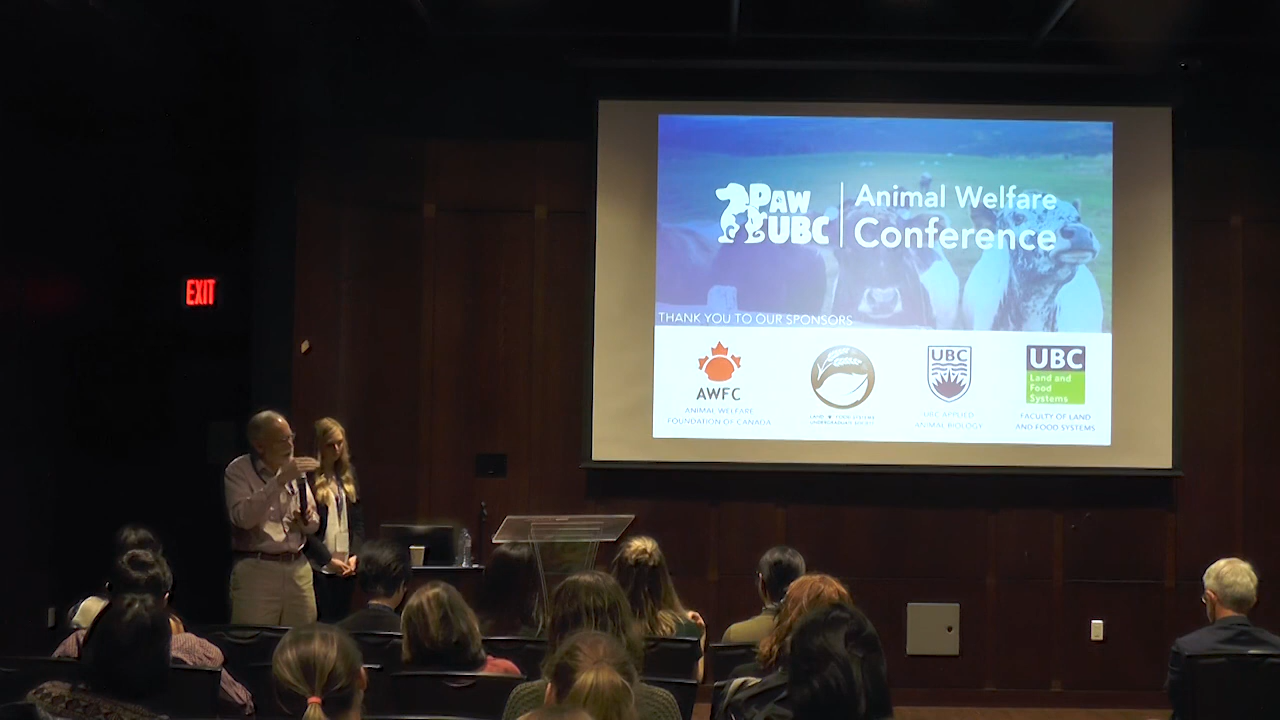 EXIT
PAW
UBC
Animal Welfare
Conference
THANK YOU TO OUR SPONSORS
AWFC
ANIMAL WELFARE
FOUNDATION OF CANADA
UBC
UBC APPLIED
ANIMAL BIOLOGY
UBC
Land and
Food
Systems
FACULTY OF LAND
AND FOOD SYSTEMS